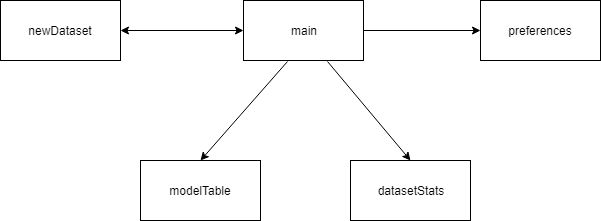 newDataset
main
preferences
modelTable
datasetStats